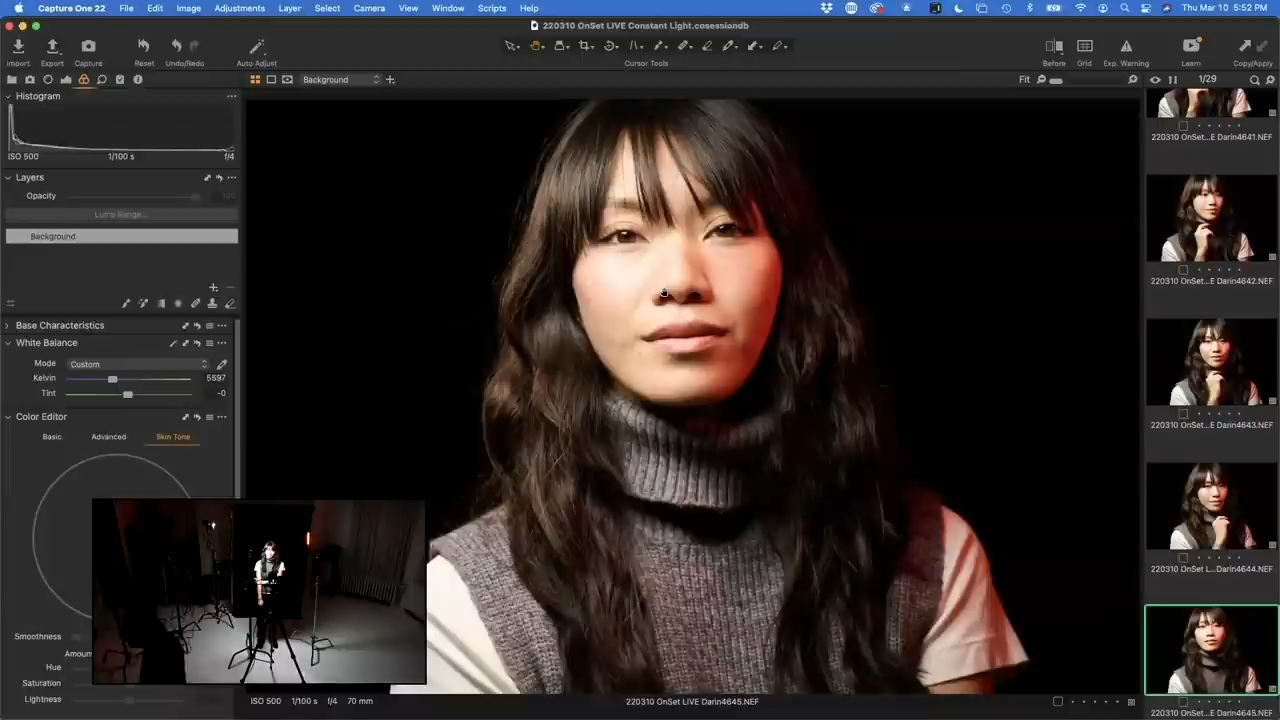 Capture One 22 File Edit Image Adjustments Layer Select Camera View Window Scripts Help Thu Mar 10 5:52 PM
220310 OnSet LIVE Constant Light.cosessiondb
Import Export Capture Reset Undo/Redo Auto Adjust Cursor Tools Before Grid Exp. Warning Learn Copy/Apply
Background Fit 1/29
Histogram
ISO 500 1/100 s f/4
Layers
Opacity 100
Luma Range...
Background
Base Characteristics
White Balance
Mode Custom
Kelvin 5597
Tint -0
Color Editor
Basic Advanced Skin Tone
Smoothness
Amoun
Hue
Saturation
Lightness
ISO 500 1/100 s f/4 70 mm 220310 OnSet LIVE Darin4645.NEF
220310 OnSet...E Darin4641.NEF
220310 OnSet...E Darin4642.NEF
220310 OnSet...E Darin4643.NEF
220310 OnSet L...Darin4644.NEF
220310 OnSet...E Darin4645.NEF